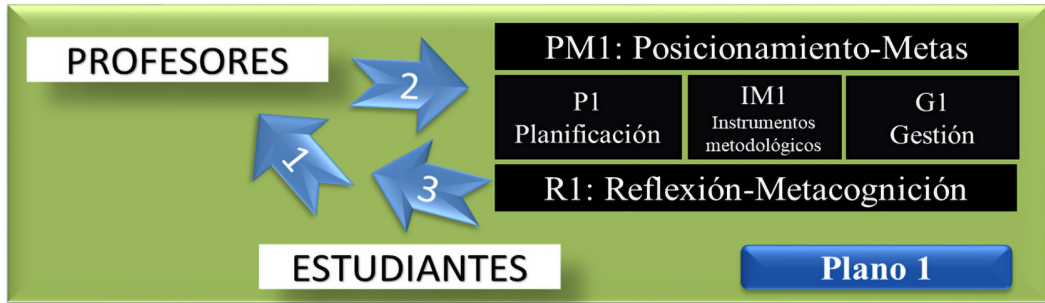 PROFESORES
2
1
3
ESTUDIANTES
PM1: Posicionamiento-Metas
P1
Planificación
IM1
Instrumentos
metodológicos
G1
Gestión
R1: Reflexión-Metacognición
Plano 1